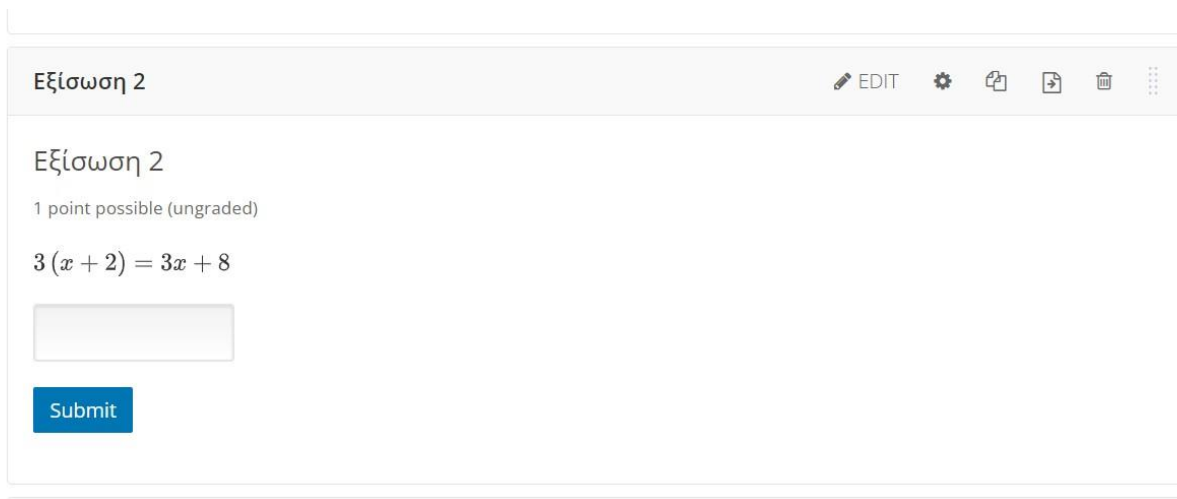 Εξίσωση 2
EDIT
Εξίσωση 2
1 point possible (ungraded)
3 (x + 2) = 3x + 8
Submit